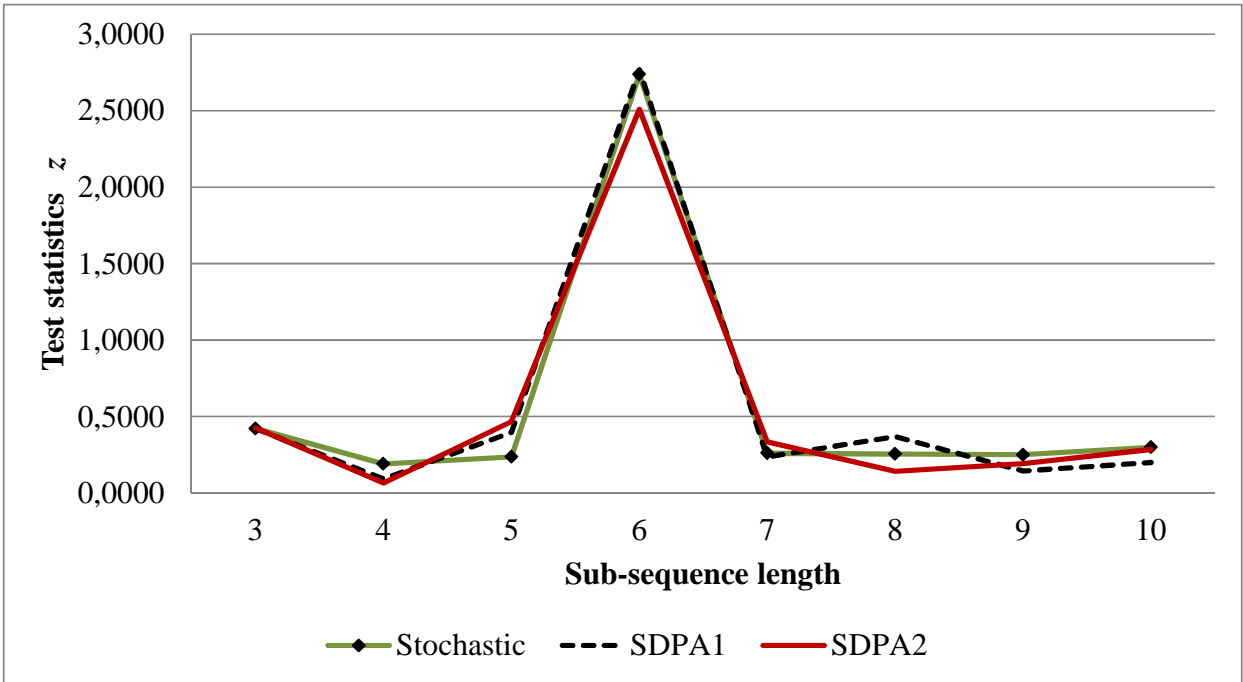 3,0000
2,5000
2,0000
1,5000
1,0000
0,5000
0,0000
Test statistics z
3 4 5 6 7 8 9 10
Sub-sequence length
Stochastic SDPA1 SDPA2